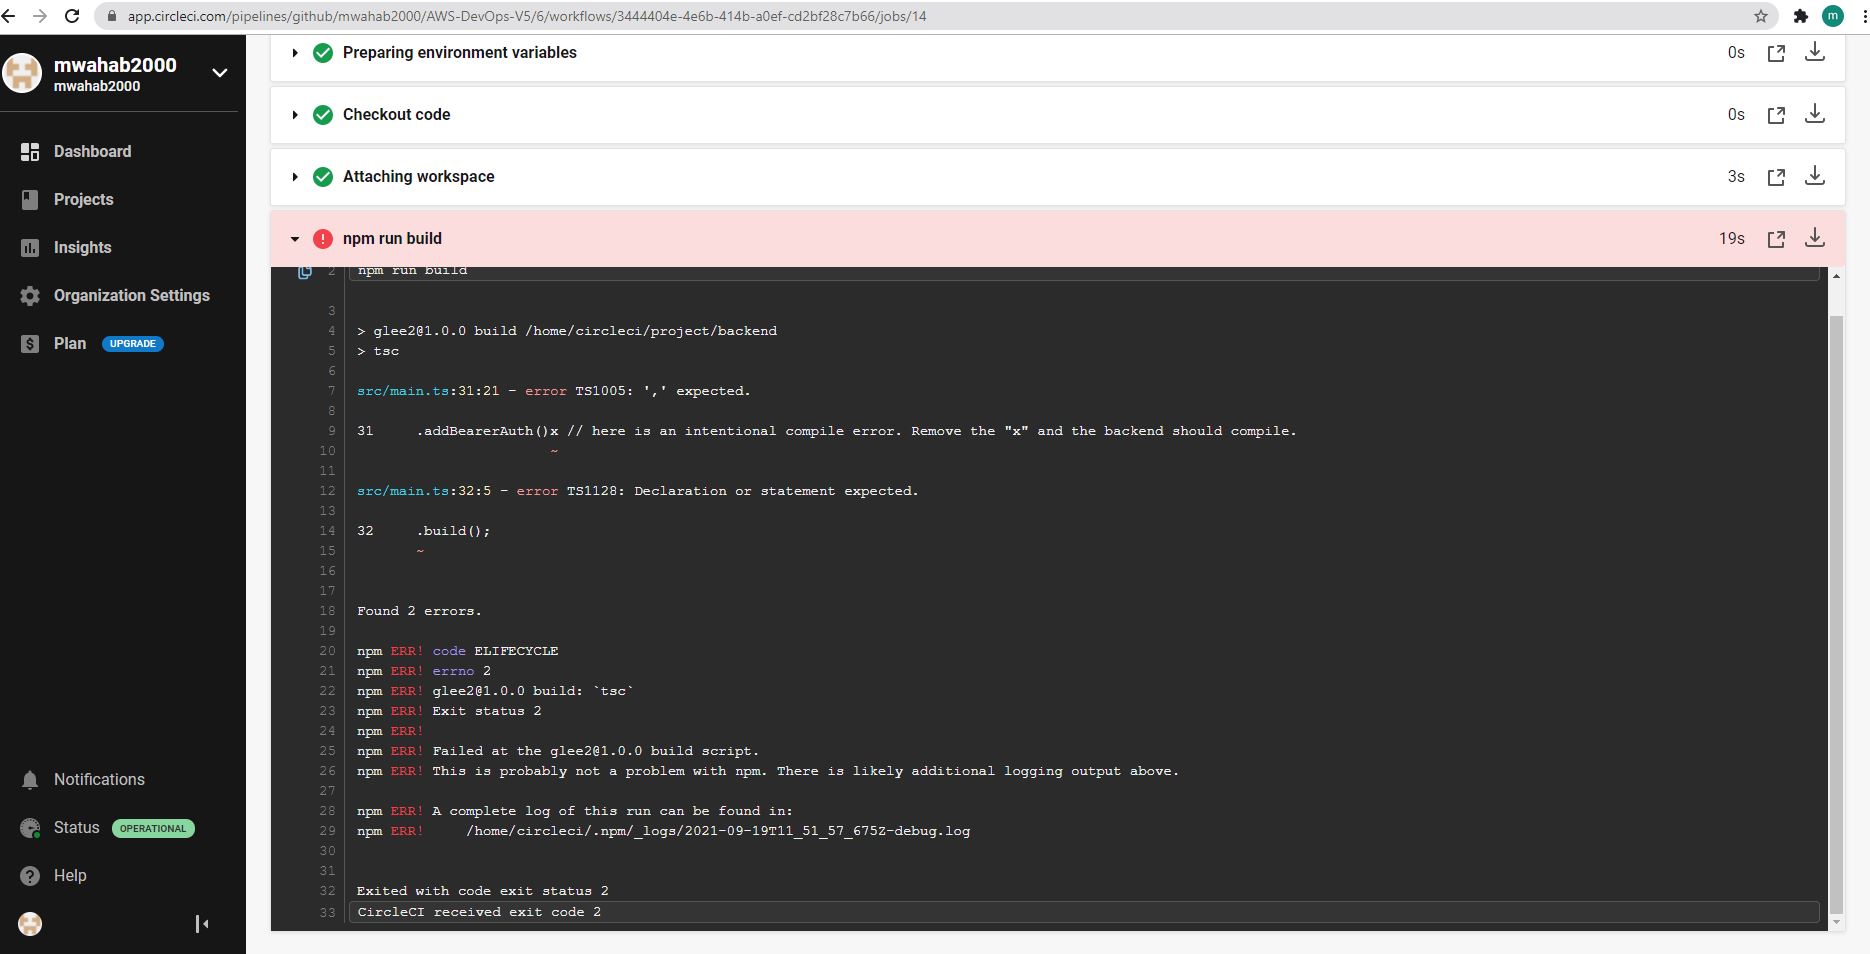 app.circleci.com/pipelines/github/mwahab2000/AWS-DevOps-V5/6/workflows/3444404e-4e6b-414b-a0ef-cd2bf28c7b66/jobs/14
m
mwahab2000
mwahab2000
Dashboard
Projects
Insights
Organization Settings
Plan UPGRADE
Notifications
Status OPERATIONAL
Help
Preparing environment variables 0s
Checkout code 0s
Attaching workspace 3s
npm run build 19s
2 npm run build
3
4 > glee2@1.0.0 build /home/circleci/project/backend
5 > tsc
6
7 src/main.ts:31:21 - error TS1005: ',' expected.
8
9 31     .addBearerAuth()x // here is an intentional compile error. Remove the "x" and the backend should compile.
10 ~
11
12 src/main.ts:32:5 - error TS1128: Declaration or statement expected.
13
14 32     .build();
15 ~
16
17
18 Found 2 errors.
19
20 npm ERR! code ELIFECYCLE
21 npm ERR! errno 2
22 npm ERR! glee2@1.0.0 build: `tsc`
23 npm ERR! Exit status 2
24 npm ERR!
25 npm ERR! Failed at the glee2@1.0.0 build script.
26 npm ERR! This is probably not a problem with npm. There is likely additional logging output above.
27
28 npm ERR! A complete log of this run can be found in:
29 npm ERR!     /home/circleci/.npm/_logs/2021-09-19T11_51_57_675Z-debug.log
30
31
32 Exited with code exit status 2
33 CircleCI received exit code 2